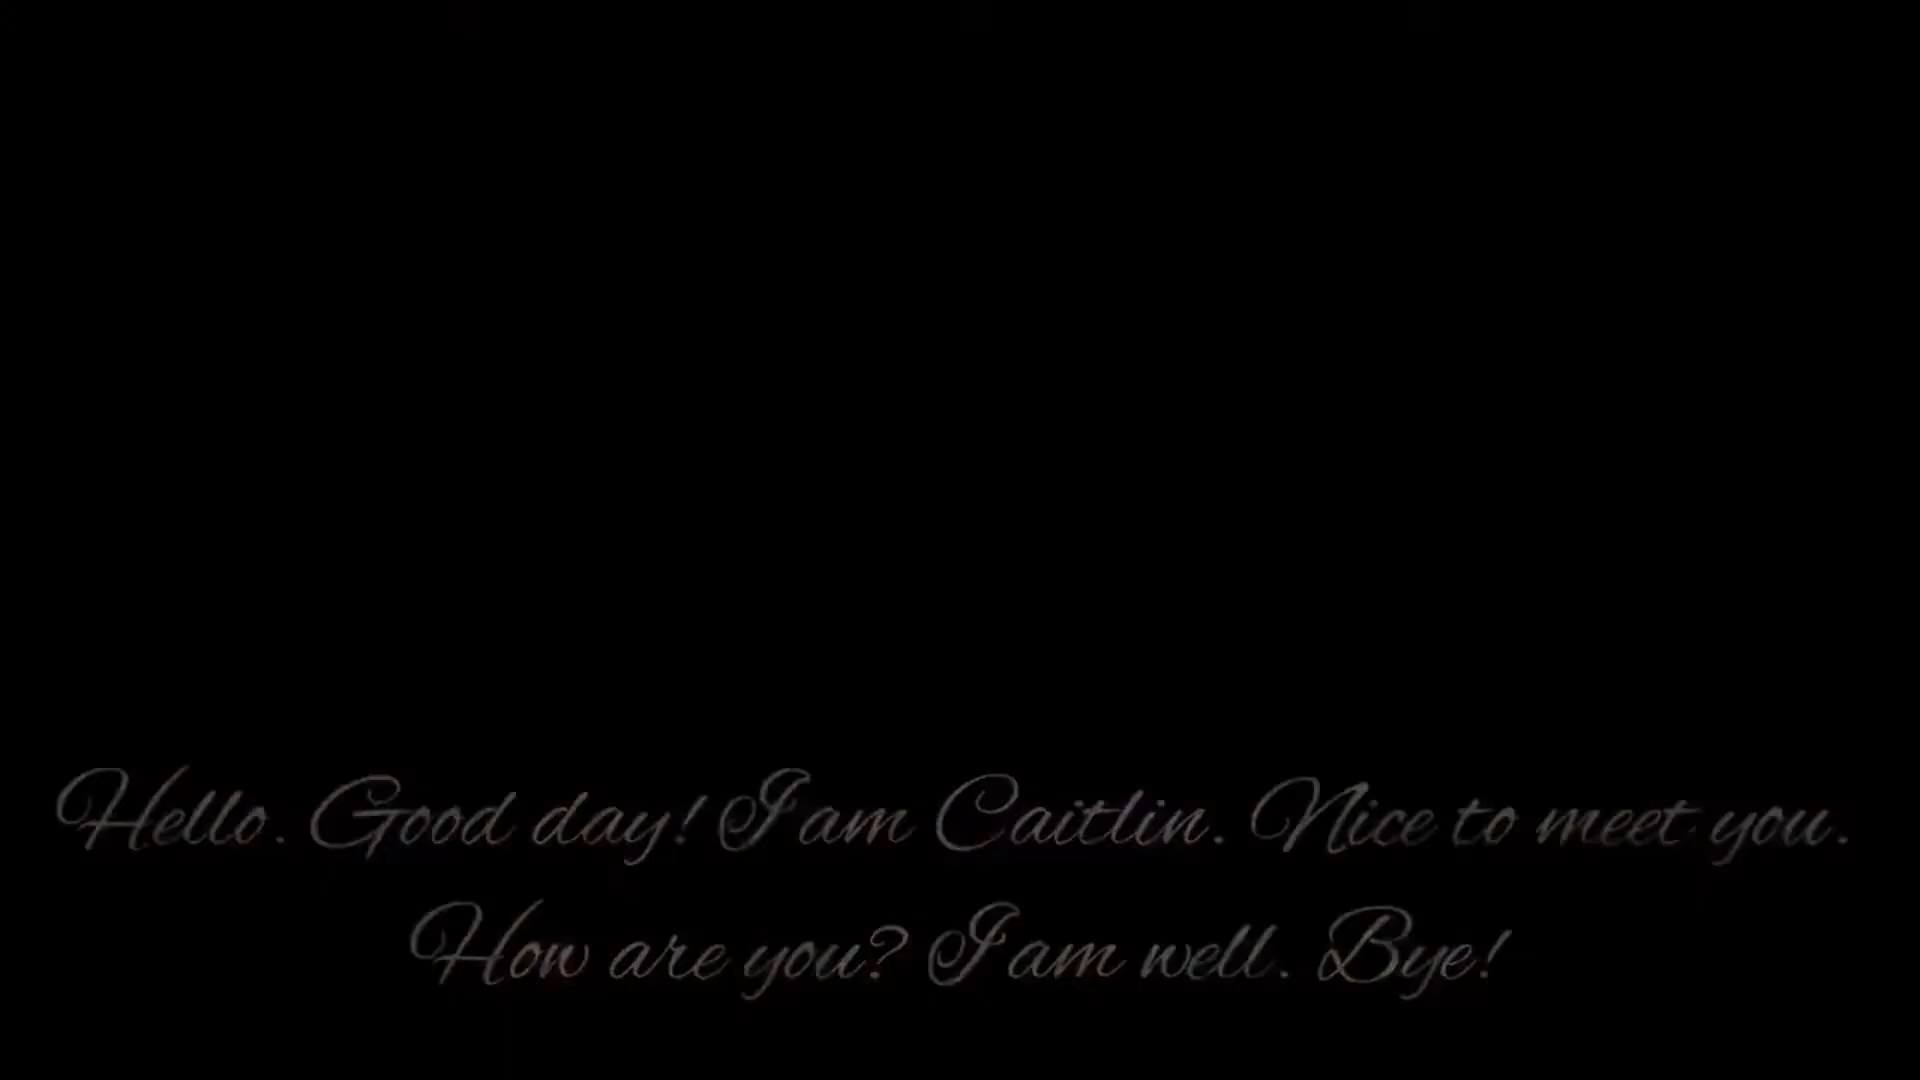 Hello. Good day! I am Caitlin. Nice to meet you.
How are you? I am well. Bye!